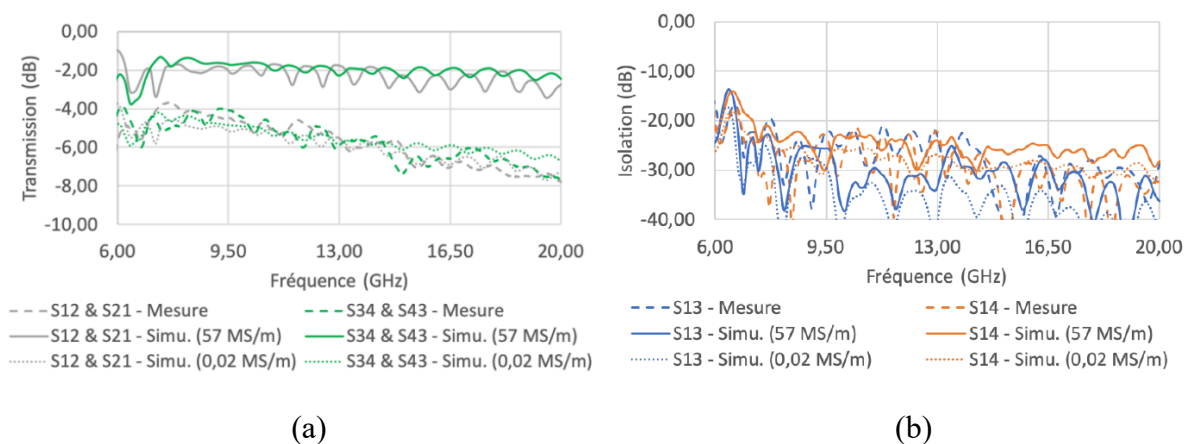 0,00
-2,00
-4,00
-6,00
-8,00
-10,00
Transmission (dB)
6,00 9,50 13,00 16,50 20,00
Fréquence (GHz)
S12 & S21 - Mesure S34 & S43 - Mesure
S12 & S21 - Simu. (57 MS/m) S34 & S43 - Simu. (57 MS/m)
S12 & S21 - Simu. (0,02 MS/m) S34 & S43 - Simu. (0,02 MS/m)
(a)
0,00
-10,00
-20,00
-30,00
-40,00
Isolation (dB)
6,00 9,50 13,00 16,50 20,00
Fréquence (GHz)
S13 - Mesure S14 - Mesure
S13 - Simu. (57 MS/m) S14 - Simu. (57 MS/m)
S13 - Simu. (0,02 MS/m) S14 - Simu. (0,02 MS/m)
(b)